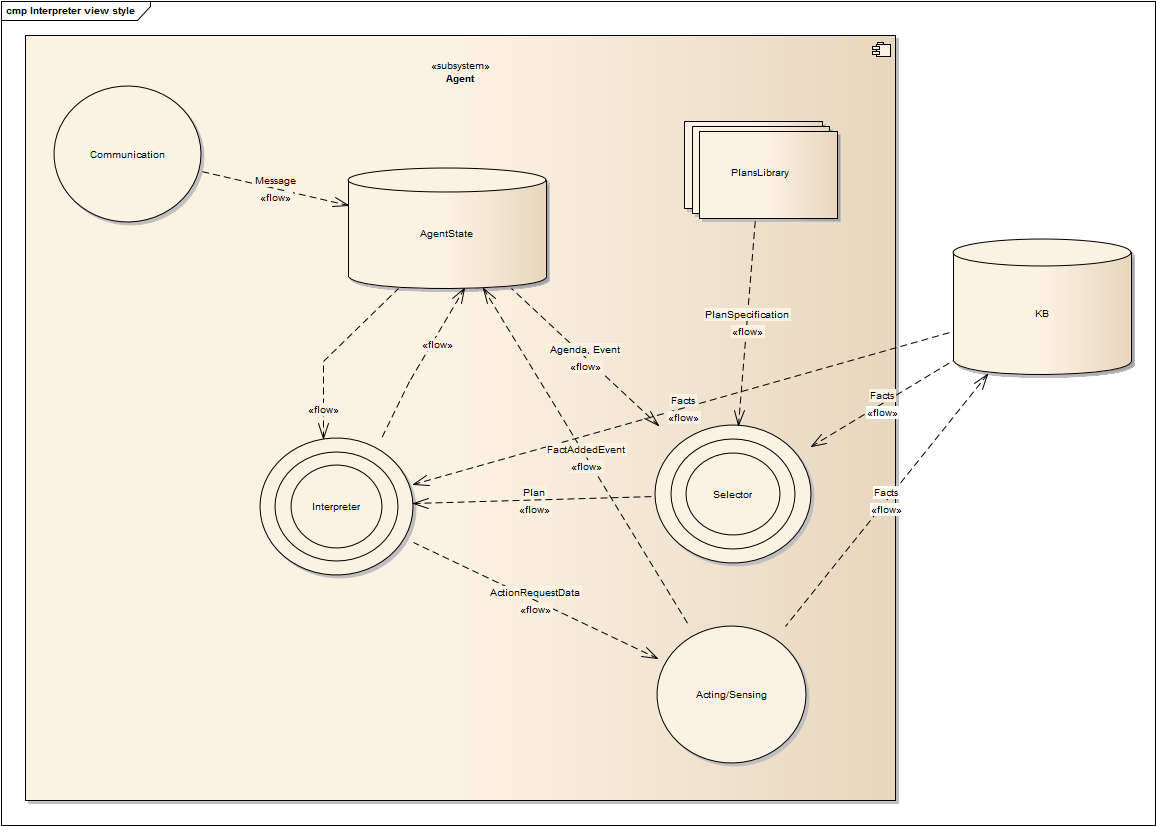 cmp Interpreter view style
«subsystem»
Agent
Communication
Message
«flow»
AgentState
PlansLibrary
KB
PlanSpecification
«flow»
«flow»
Agenda, Event
«flow»
Facts
«flow»
Facts
«flow»
«flow»
FactAddedEvent
«flow»
Plan
«flow»
Interpreter
Selector
Facts
«flow»
ActionRequestData
«flow»
Acting/Sensing